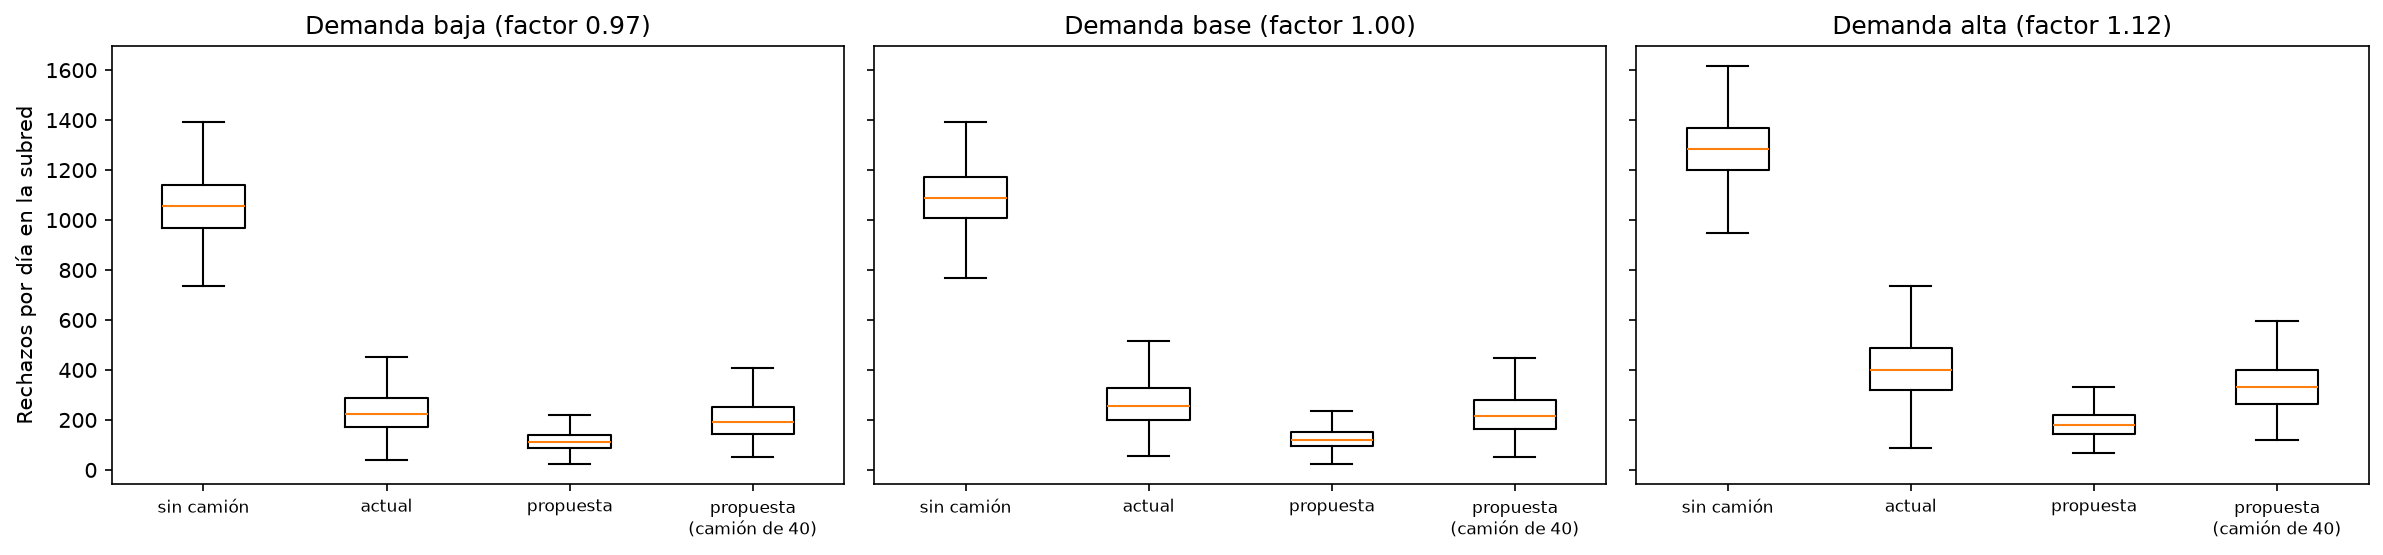 Demanda baja (factor 0.97)
Demanda base (factor 1.00)
Demanda alta (factor 1.12)
Rechazos por día en la subred
1600
1400
1200
1000
800
600
400
200
0
sin camión
actual
propuesta
propuesta
(camión de 40)
sin camión
actual
propuesta
propuesta
(camión de 40)
sin camión
actual
propuesta
propuesta
(camión de 40)